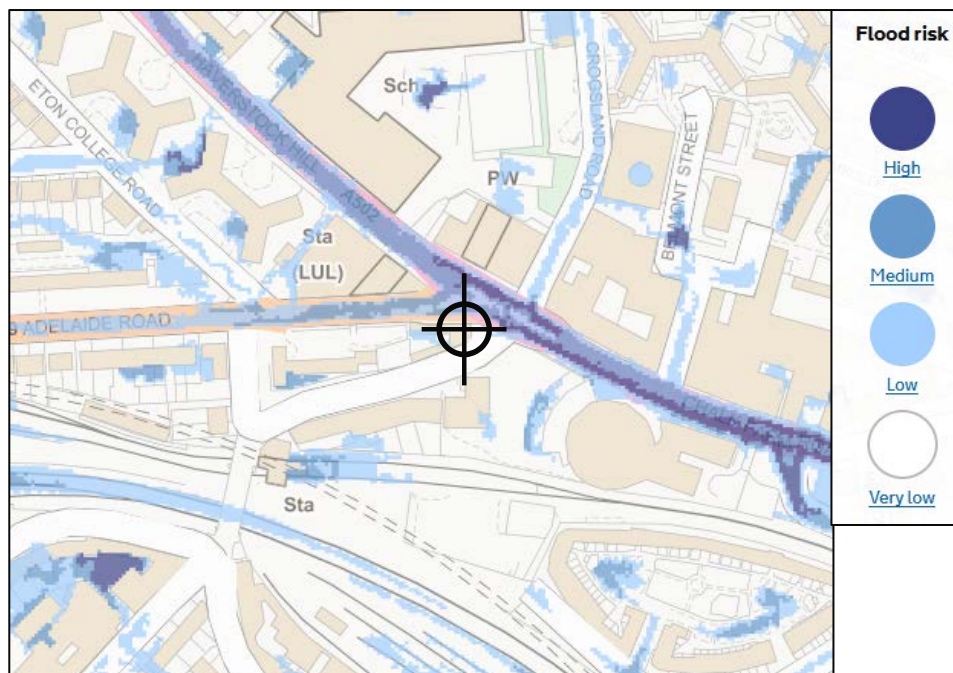 Flood risk
High
Medium
Low
Very low
HAVERSTOCK HILL
A502
ETON COLLEGE ROAD
Sch
CROGSLAND ROAD
PW
BELMONT STREET
Sta
(LUL)
ADELAIDE ROAD
Sta